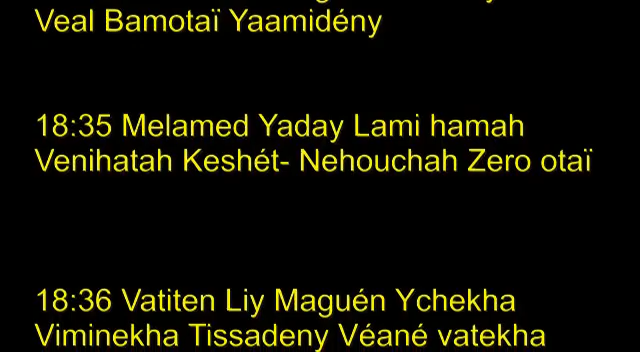 Veal Bamotaï Yaamidény
18:35 Melamed Yaday Lami hamah
Venihatah Keshét- Nehouchah Zero otaï
18:36 Vatiten Liy Maguén Ychekha
Viminekha Tissadeny Véané vatekha